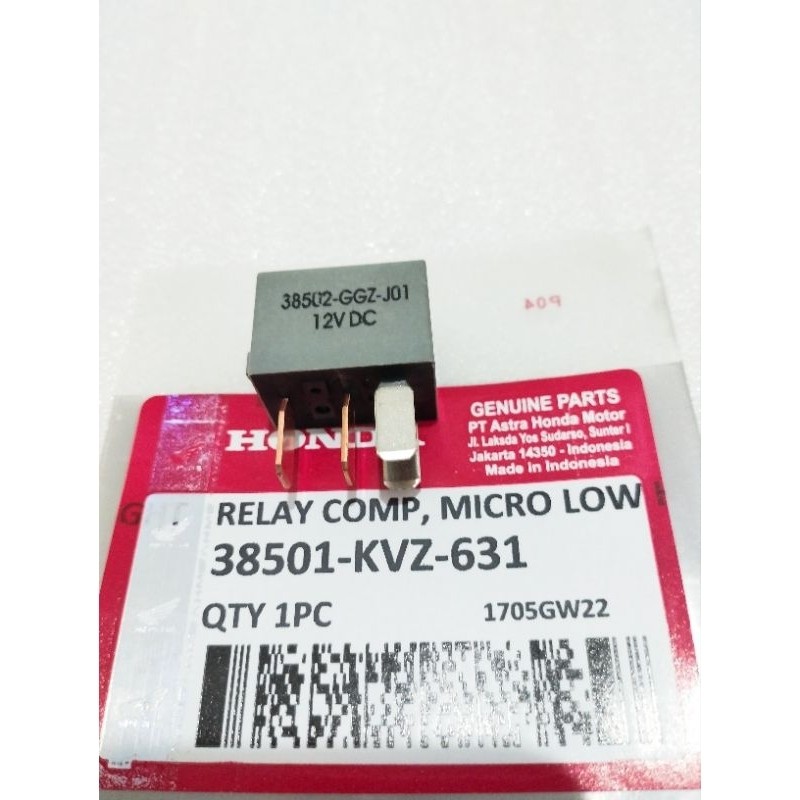 38502-GGZ-J01
12V DC
P04
HONDA
GENUINE PARTS
PT Astra Honda Motor
Jl. Laksda Yos Sudarso, Sunter I
Jakarta 14350 - Indonesia
Made in Indonesia
RELAY COMP, MICRO LOW
38501-KVZ-631
QTY 1PC
1705GW22